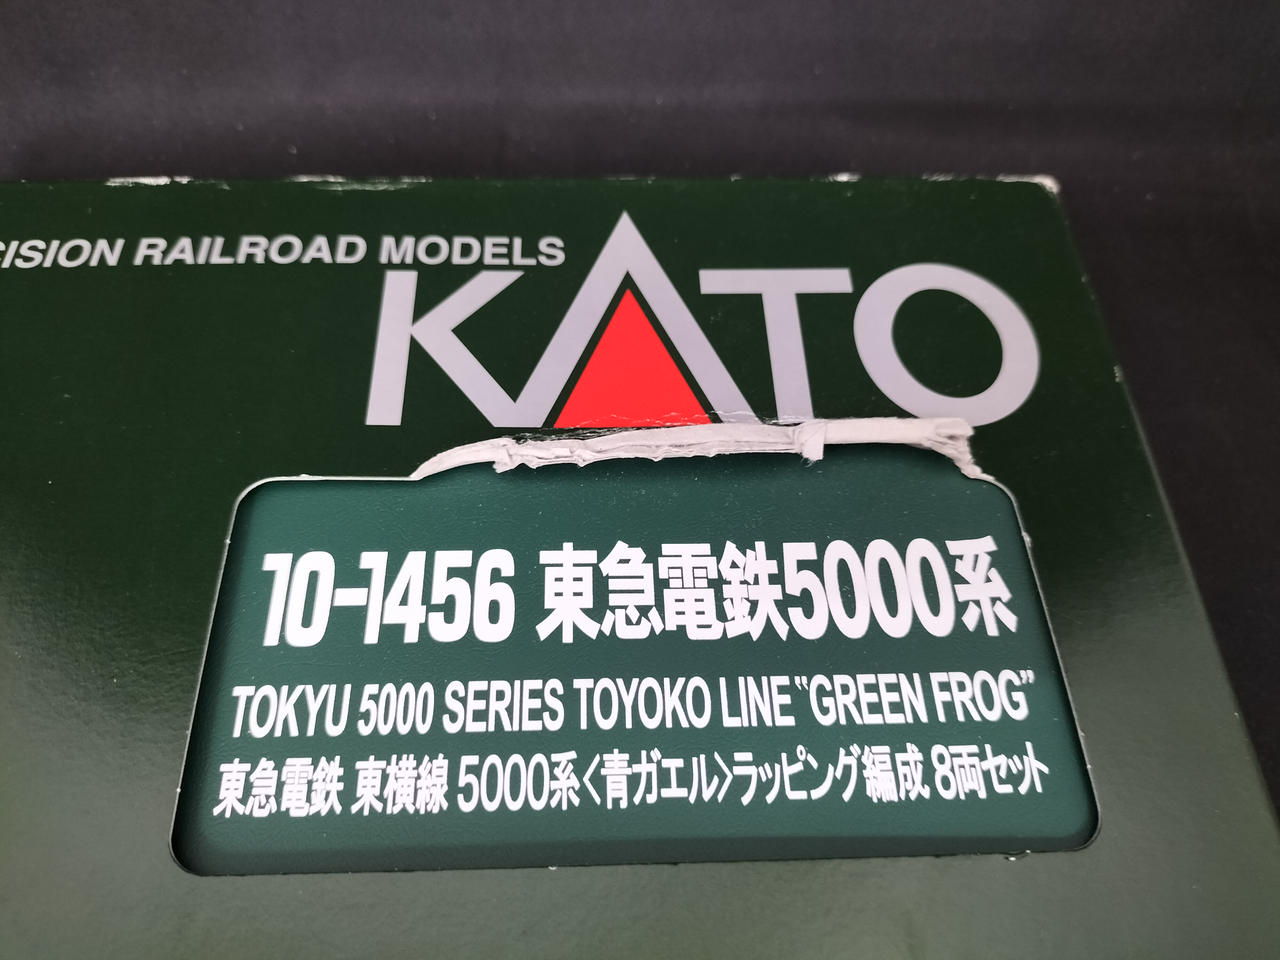 CISION RAILROAD MODELS
KATO
10-1456 東急電鉄5000系
TOKYU 5000 SERIES TOYOKO LINE “GREEN FROG”
東急電鉄 東横線 5000系〈青ガエル〉ラッピング編成 8両セット